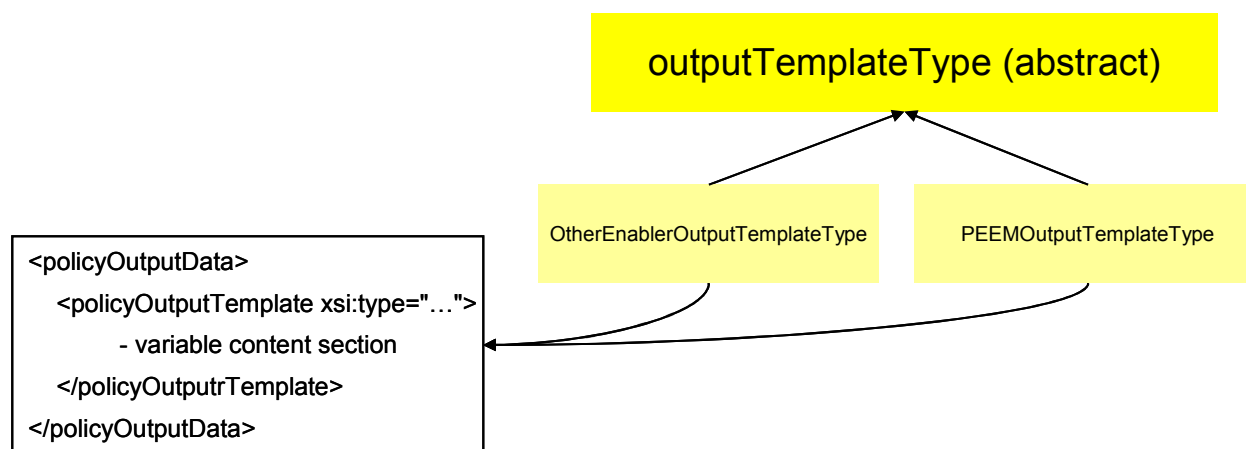 outputTemplateType (abstract)
OtherEnablerOutputTemplateType
PEEMOutputTemplateType
<policyOutputData>
<policyOutputTemplate xsi:type="…">
- variable content section
</policyOutputrTemplate>
</policyOutputData>